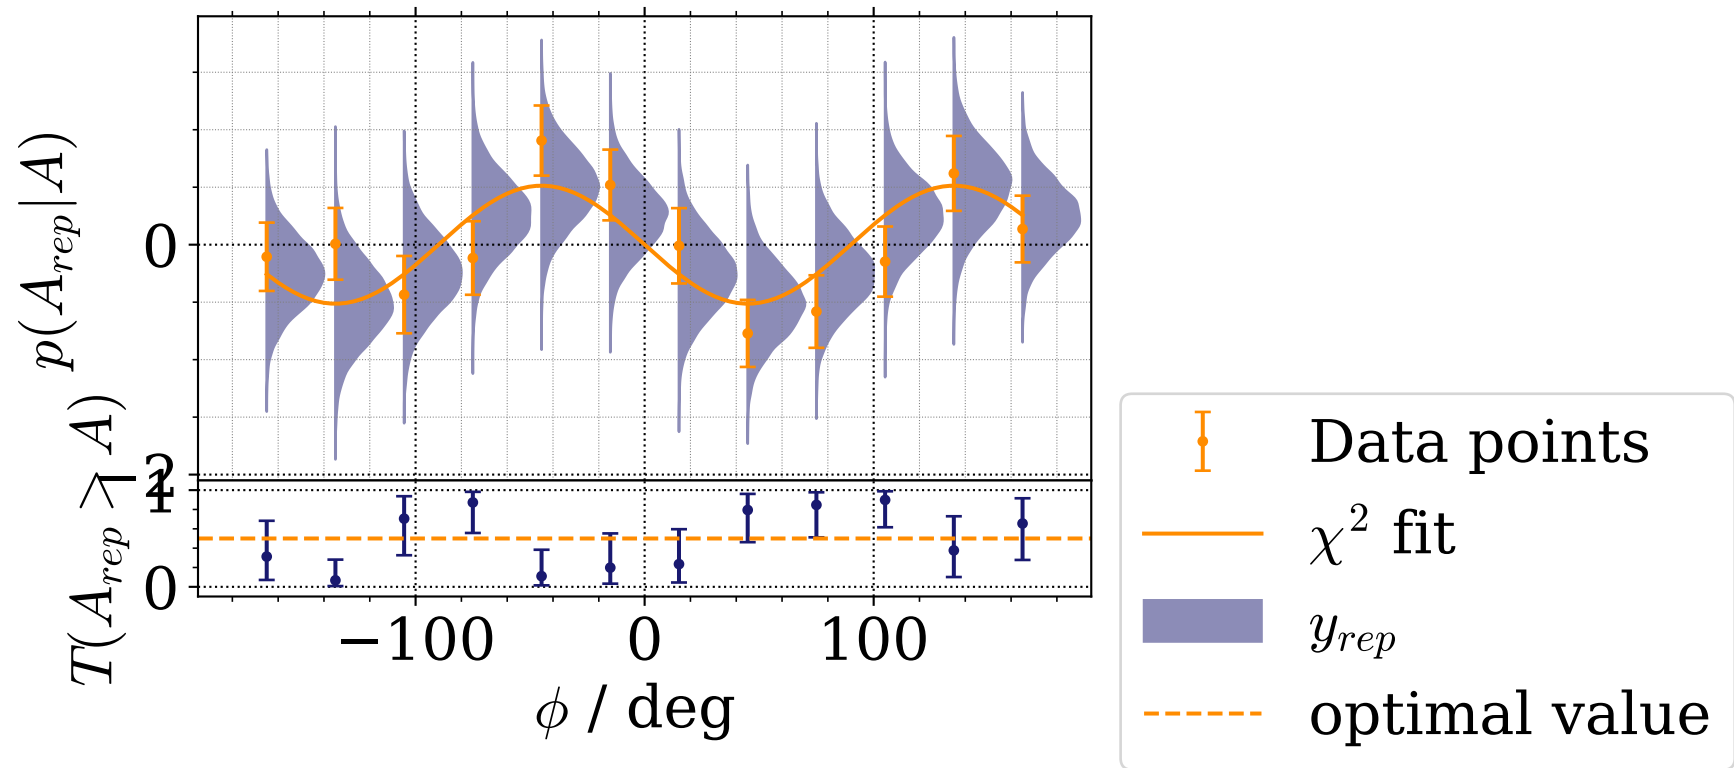 p(A_rep|A)
0
−2
T(A_rep > A)
1
0
−100
0
100
ϕ / deg
Data points
χ² fit
y_rep
optimal value